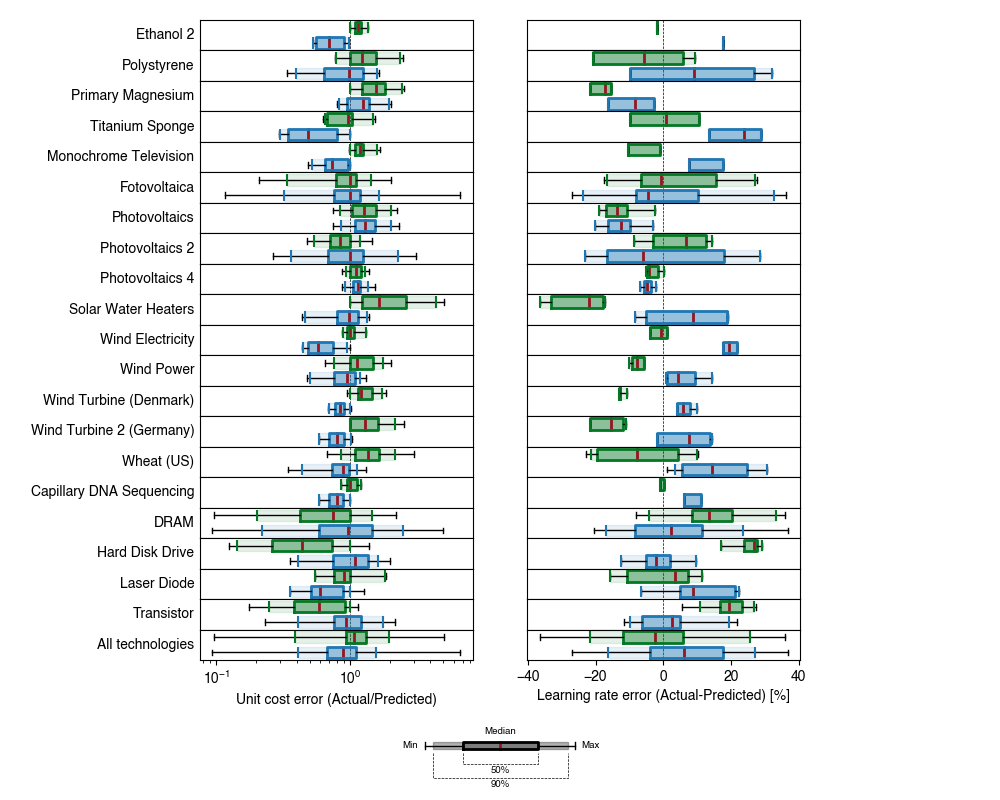 Ethanol 2
Polystyrene
Primary Magnesium
Titanium Sponge
Monochrome Television
Fotovoltaica
Photovoltaics
Photovoltaics 2
Photovoltaics 4
Solar Water Heaters
Wind Electricity
Wind Power
Wind Turbine (Denmark)
Wind Turbine 2 (Germany)
Wheat (US)
Capillary DNA Sequencing
DRAM
Hard Disk Drive
Laser Diode
Transistor
All technologies
10⁻¹ 10⁰
Unit cost error (Actual/Predicted)
−40 −20 0 20 40
Learning rate error (Actual-Predicted) [%]
Median
Min Max
50%
90%